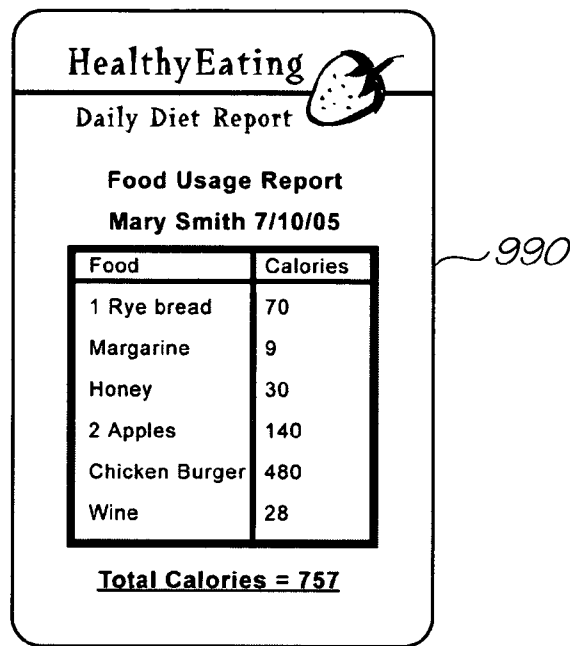 HealthyEating
Daily Diet Report
Food Usage Report
Mary Smith 7/10/05
Food Calories
1 Rye bread 70
Margarine 9
Honey 30
2 Apples 140
Chicken Burger 480
Wine 28
Total Calories = 757
990